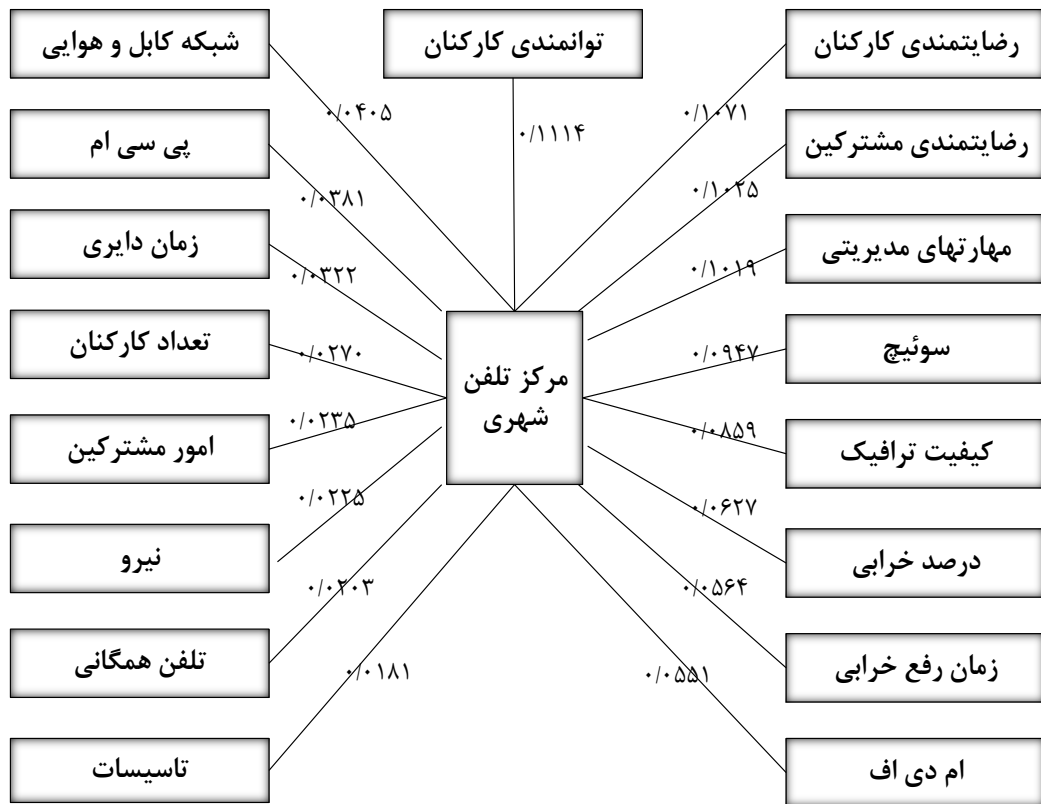 رضایتمندی کارکنان
توانمندی کارکنان
شبکه کابل و هوایی
۰/۱۰۷۱
۰/۱۱۱۴
۰/۰۴۰۵
رضایتمندی مشترکین
پی سی ام
۰/۱۰۲۵
۰/۰۳۸۱
مهارتهای مدیریتی
زمان دایری
۰/۱۰۱۹
۰/۰۳۲۲
سوئیچ
تعداد کارکنان
۰/۰۹۴۷
۰/۰۲۷۰
مرکز تلفن
شهری
۰/۰۸۵۹
۰/۰۲۳۵
کیفیت ترافیک
امور مشترکین
۰/۰۶۲۷
۰/۰۲۲۵
درصد خرابی
نیرو
۰/۰۵۶۴
۰/۰۲۰۳
زمان رفع خرابی
تلفن همگانی
۰/۰۵۵۱
۰/۰۱۸۱
ام دی اف
تاسیسات